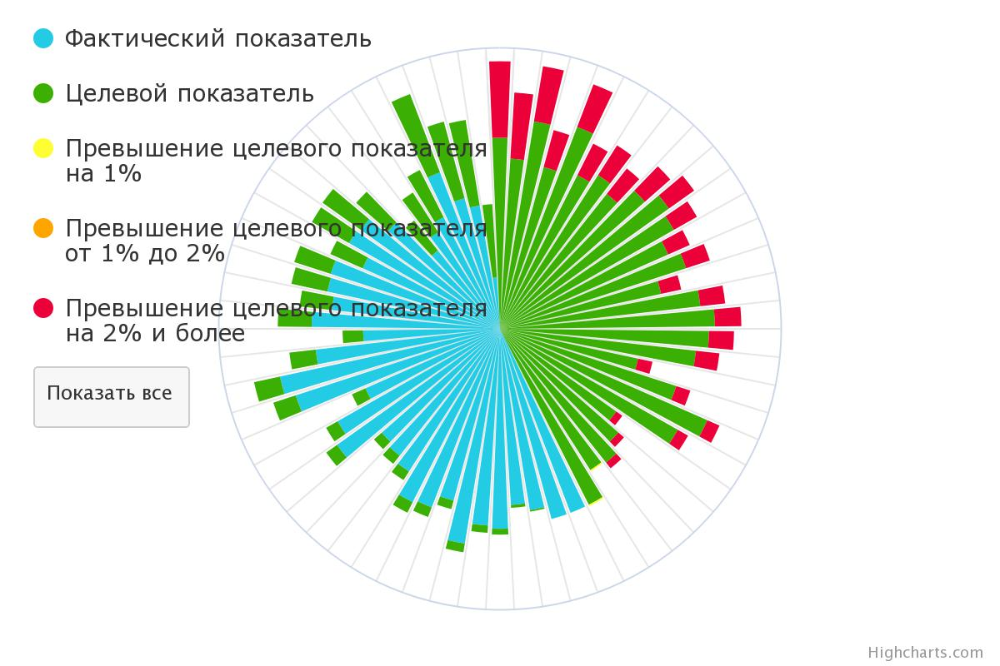 Фактический показатель
Целевой показатель
Превышение целевого показателя
на 1%
Превышение целевого показателя
от 1% до 2%
Превышение целевого показателя
на 2% и более
Показать все
Highcharts.com